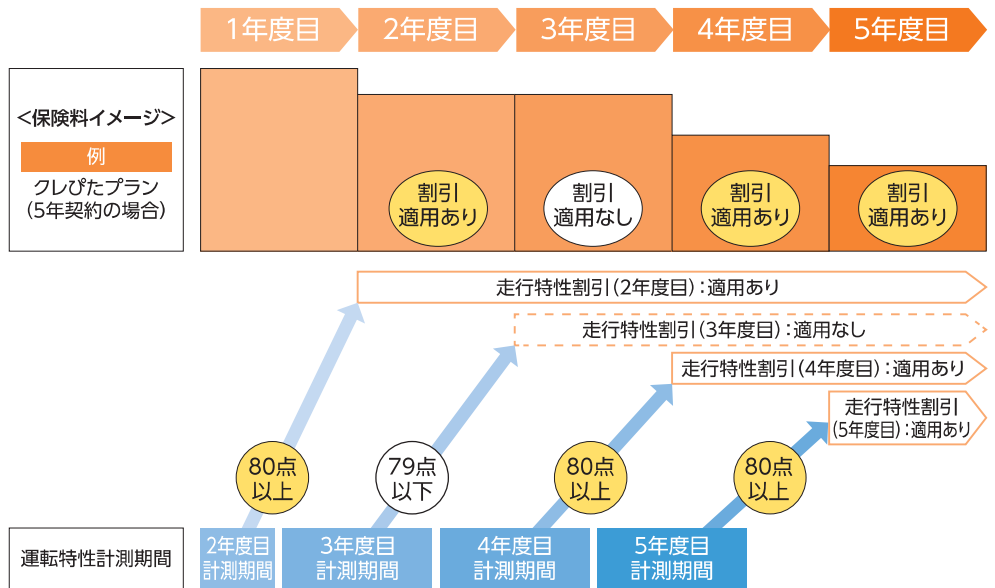 1年度目
2年度目
3年度目
4年度目
5年度目
<保険料イメージ>
例
クレぴたプラン
(5年契約の場合)
割引
適用あり
割引
適用なし
割引
適用あり
割引
適用あり
走行特性割引(2年度目):適用あり
走行特性割引(3年度目):適用なし
走行特性割引(4年度目):適用あり
走行特性割引
(5年度目):適用あり
80点
以上
79点
以下
80点
以上
80点
以上
運転特性計測期間
2年度目
計測期間
3年度目
計測期間
4年度目
計測期間
5年度目
計測期間